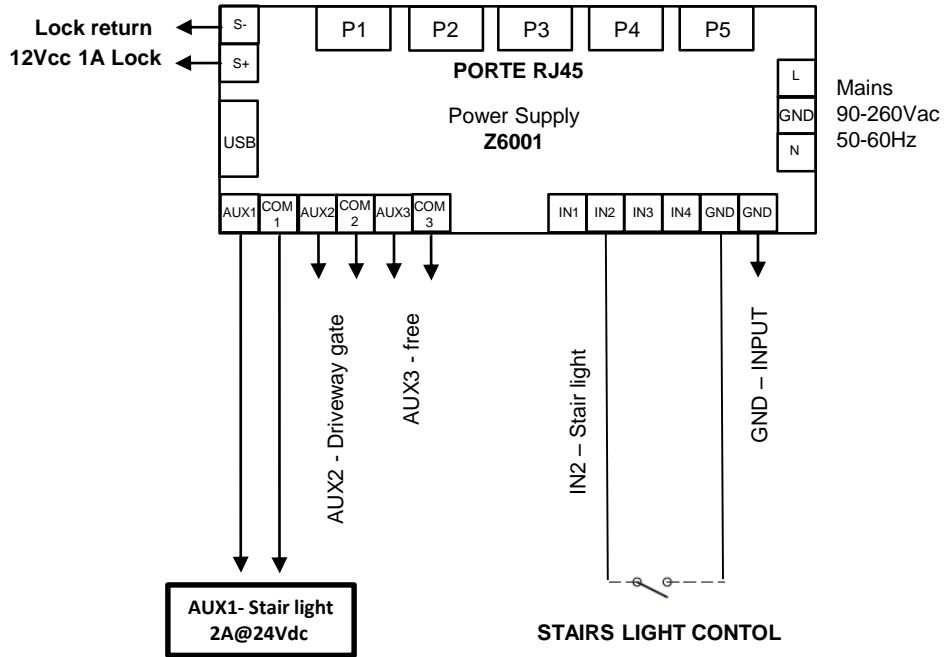 Lock return
12Vcc 1A Lock
S-
S+
P1 P2 P3 P4 P5
PORTE RJ45
Power Supply
Z6001
USB
L
GND
N
Mains
90-260Vac
50-60Hz
AUX1 COM 1 AUX2 COM 2 AUX3 COM 3
IN1 IN2 IN3 IN4 GND GND
AUX2 - Driveway gate
AUX3 - free
IN2 – Stair light
GND – INPUT
AUX1- Stair light
2A@24Vdc
STAIRS LIGHT CONTOL